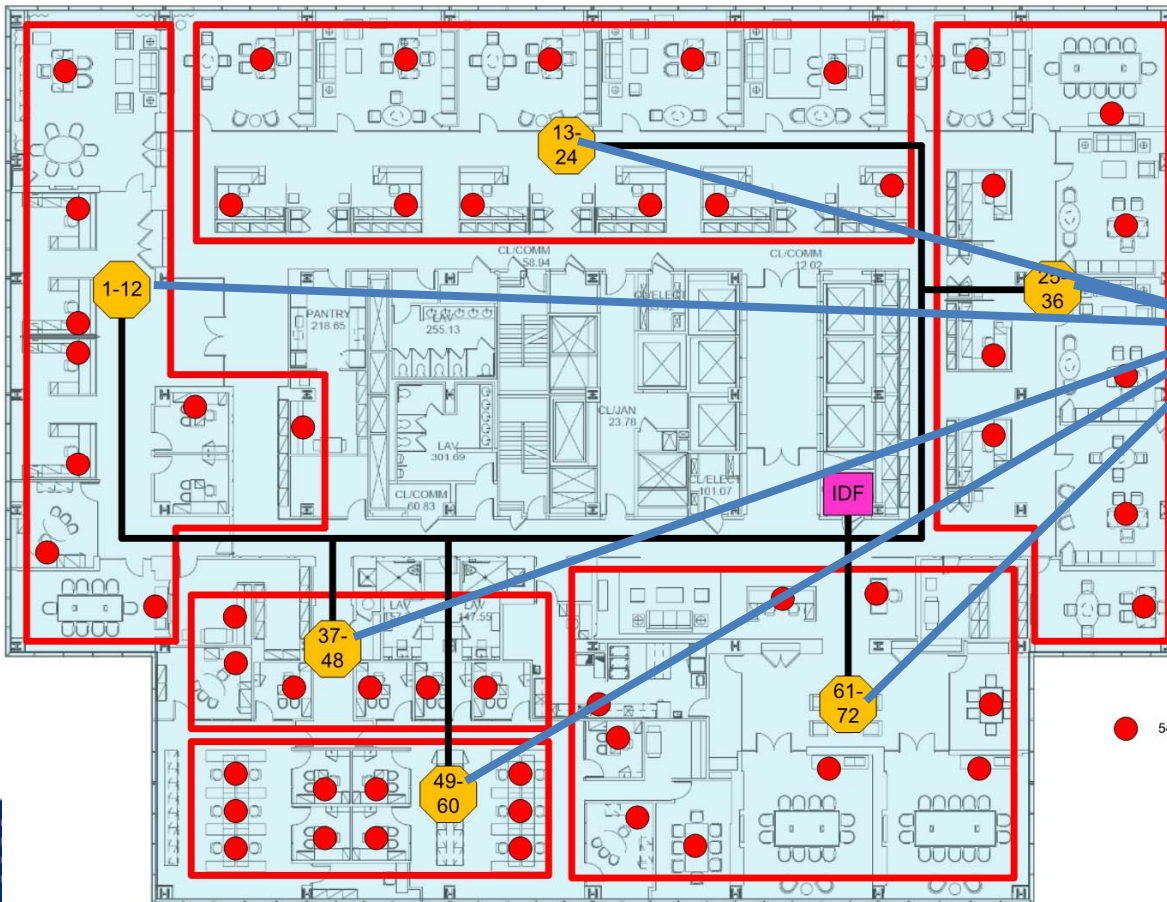 13-
24
CL/COMM
58.94
CL/COMM
12.02
1-12
25-
36
PANTRY
218.65
LAV
255.13
CL/JAN
23.78
LAV
301.69
CL/COMM
60.83
CL/ELEC
101.07
IDF
LAV
LAV
147.55
37-
48
61-
72
49-
60
54